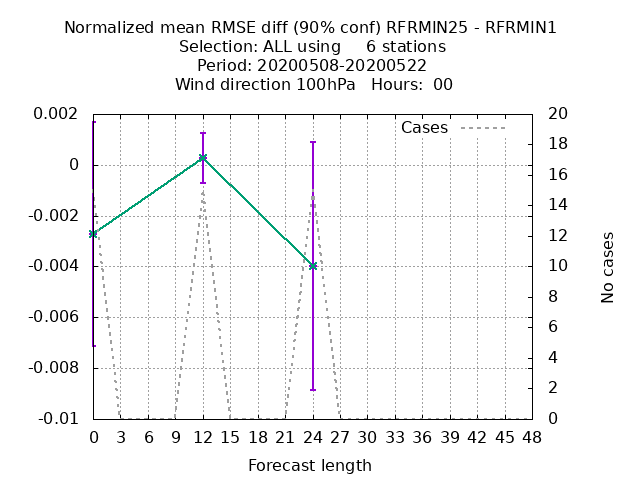 Normalized mean RMSE diff (90% conf) RFRMIN25 - RFRMIN1
Selection: ALL using     6 stations
Period: 20200508-20200522
Wind direction 100hPa   Hours:  00
0.002
0
-0.002
-0.004
-0.006
-0.008
-0.01
Cases
20
18
16
14
12
10
8
6
4
2
0
No cases
0 3 6 9 12 15 18 21 24 27 30 33 36 39 42 45 48
Forecast length